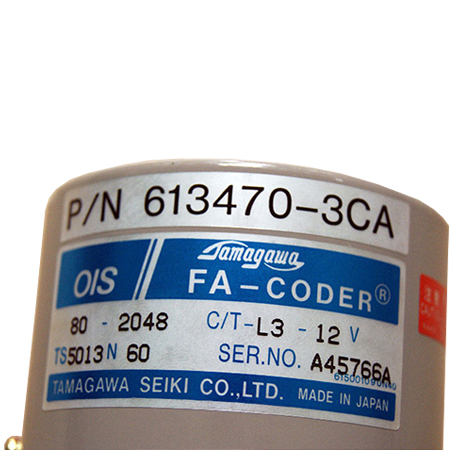 P/N 613470-3CA
OIS Tamagawa
FA-CODER®
80 - 2048 C/T-L3 - 12 V
TS5013N 60 SER.NO. A45766A
TAMAGAWA SEIKI CO.,LTD. MADE IN JAPAN